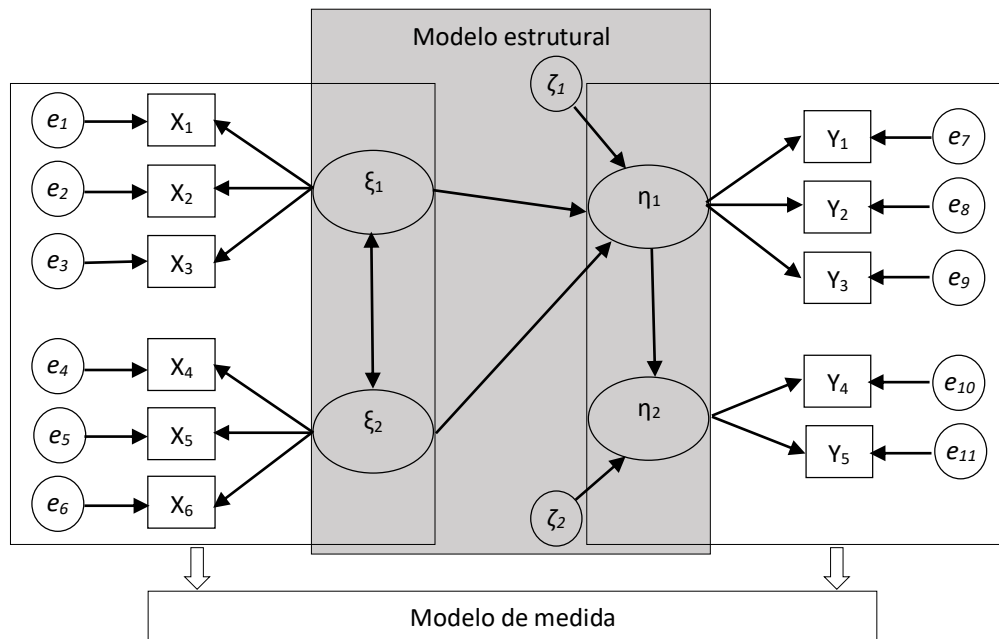 Modelo estrutural
ζ1
e1 X1 Y1 e7
e2 X2 ξ1 η1 Y2 e8
e3 X3 Y3 e9
e4 X4 Y4 e10
e5 X5 ξ2 η2 Y5 e11
e6 X6 ζ2
Modelo de medida